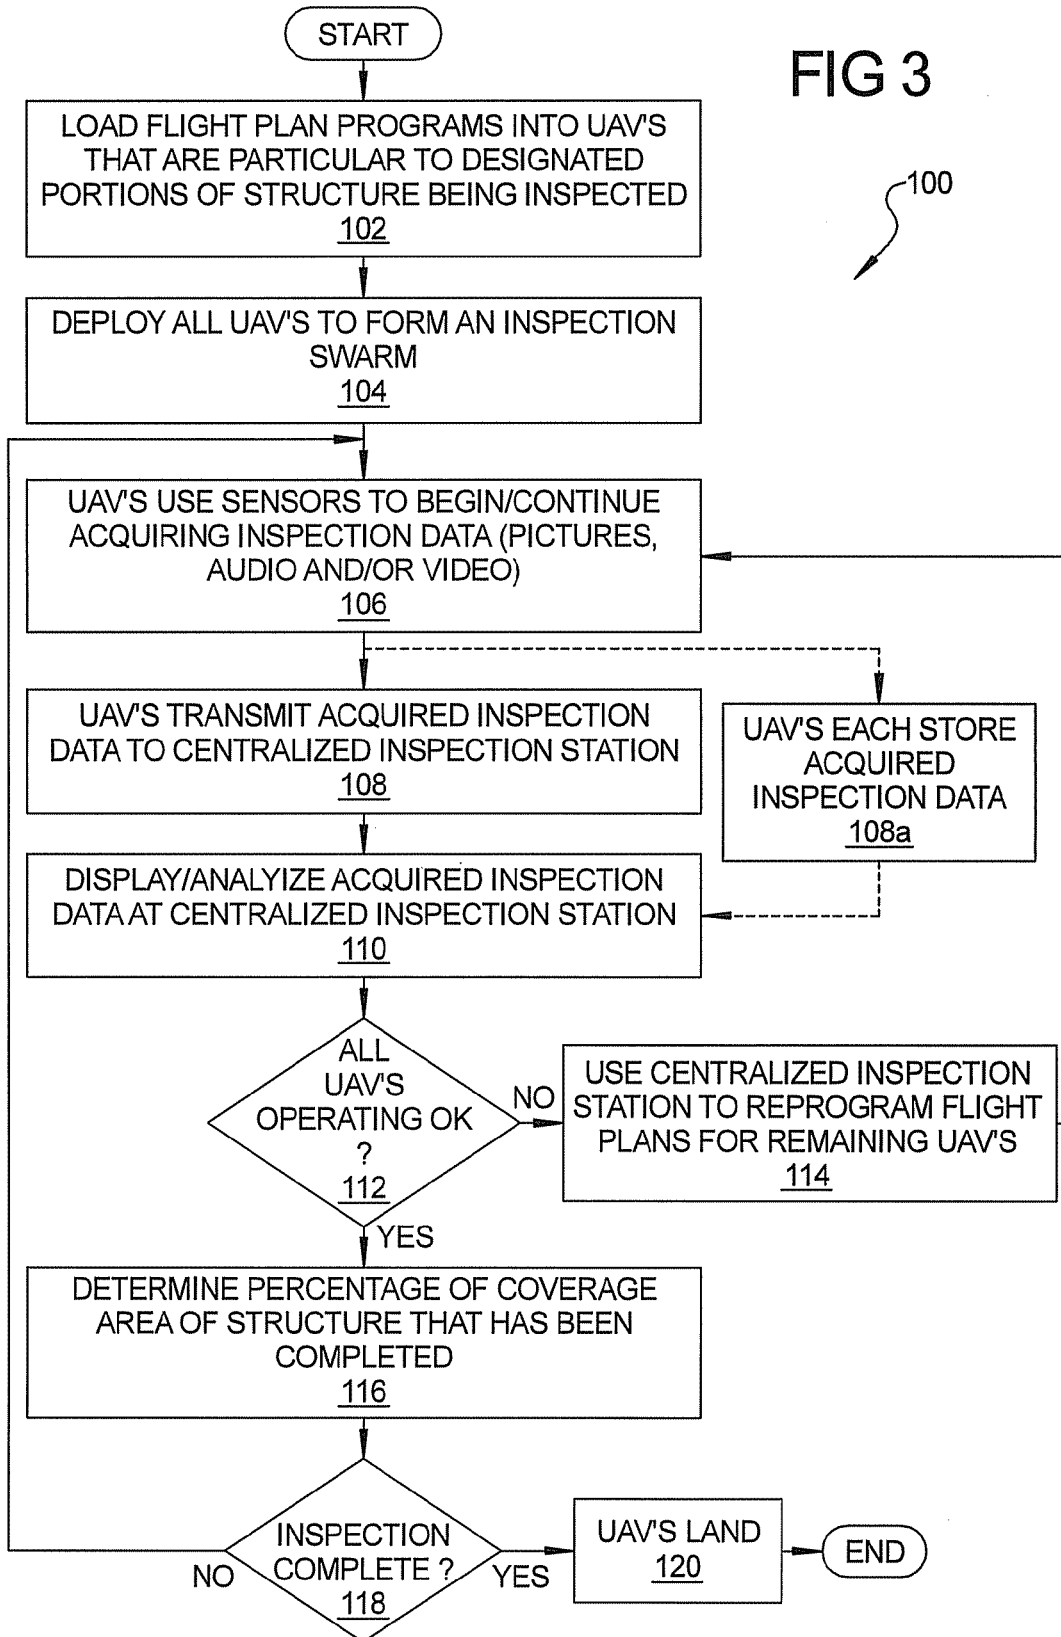 START
FIG 3
LOAD FLIGHT PLAN PROGRAMS INTO UAV'S
THAT ARE PARTICULAR TO DESIGNATED
PORTIONS OF STRUCTURE BEING INSPECTED
102
100
DEPLOY ALL UAV'S TO FORM AN INSPECTION
SWARM
104
UAV'S USE SENSORS TO BEGIN/CONTINUE
ACQUIRING INSPECTION DATA (PICTURES,
AUDIO AND/OR VIDEO)
106
UAV'S TRANSMIT ACQUIRED INSPECTION
DATA TO CENTRALIZED INSPECTION STATION
108
UAV'S EACH STORE
ACQUIRED
INSPECTION DATA
108a
DISPLAY/ANALYIZE ACQUIRED INSPECTION
DATA AT CENTRALIZED INSPECTION STATION
110
ALL
UAV'S
OPERATING OK
?
112
NO
USE CENTRALIZED INSPECTION
STATION TO REPROGRAM FLIGHT
PLANS FOR REMAINING UAV'S
114
YES
DETERMINE PERCENTAGE OF COVERAGE
AREA OF STRUCTURE THAT HAS BEEN
COMPLETED
116
INSPECTION
COMPLETE ?
118
NO
YES
UAV'S LAND
120
END